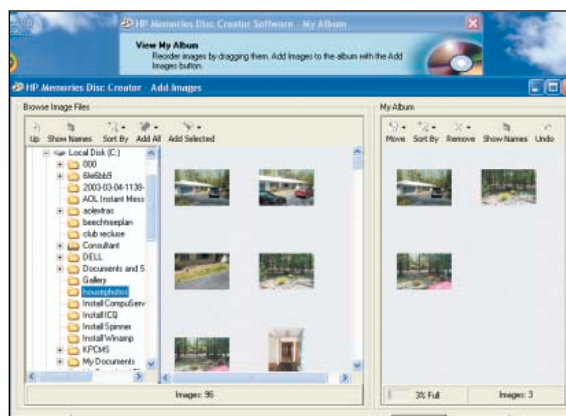 HP Memories Disc Creator Software - My Album
View My Album
Reorder images by dragging them. Add Images to the album with the Add
Images button.
HP Memories Disc Creator - Add Images
Browse Image Files
Up Show Names Sort By Add All Add Selected
Local Disk (C:)
000
6fe6bb9
2003-03-04-1138-
AOL Instant Mess
aolextras
beechtreeplan
club recluse
Consultant
DELL
Documents and S
Gallery
housephotos
Install CompuServ
Install ICQ
Install Spinner
Install Winamp
KPCMS
My Documents
Images: 96
My Album
Move Sort By Remove Show Names Undo
3% Full
Images: 3